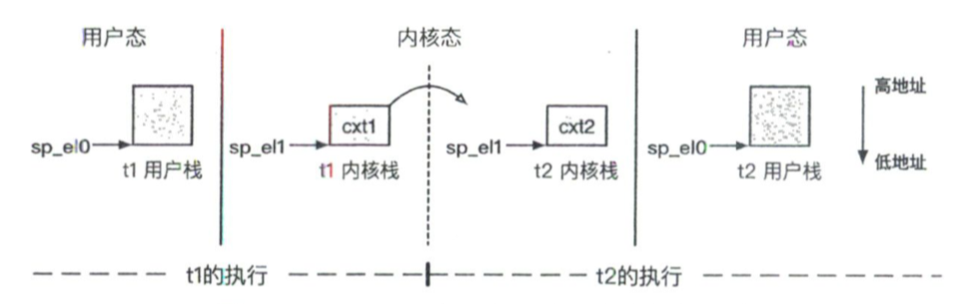 用户态
内核态
用户态
高地址
cxt1
cxt2
sp_el0
sp_el1
sp_el1
sp_el0
低地址
t1 用户栈
t1 内核栈
t2 内核栈
t2 用户栈
t1的执行
t2的执行